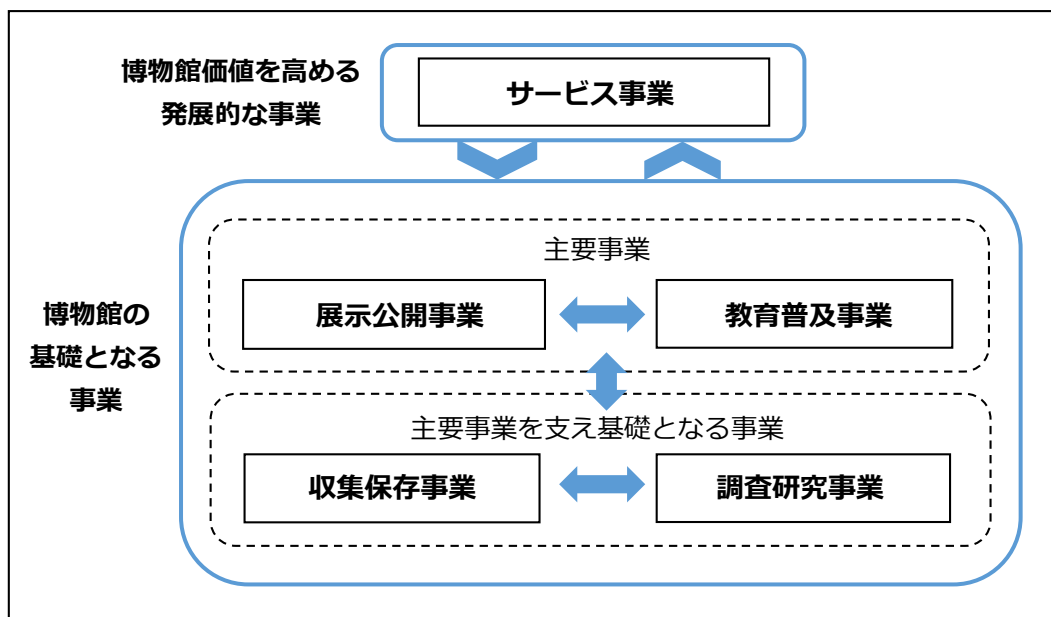 博物館価値を高める
発展的な事業
サービス事業
主要事業
展示公開事業
教育普及事業
博物館の
基礎となる
事業
主要事業を支え基礎となる事業
収集保存事業
調査研究事業